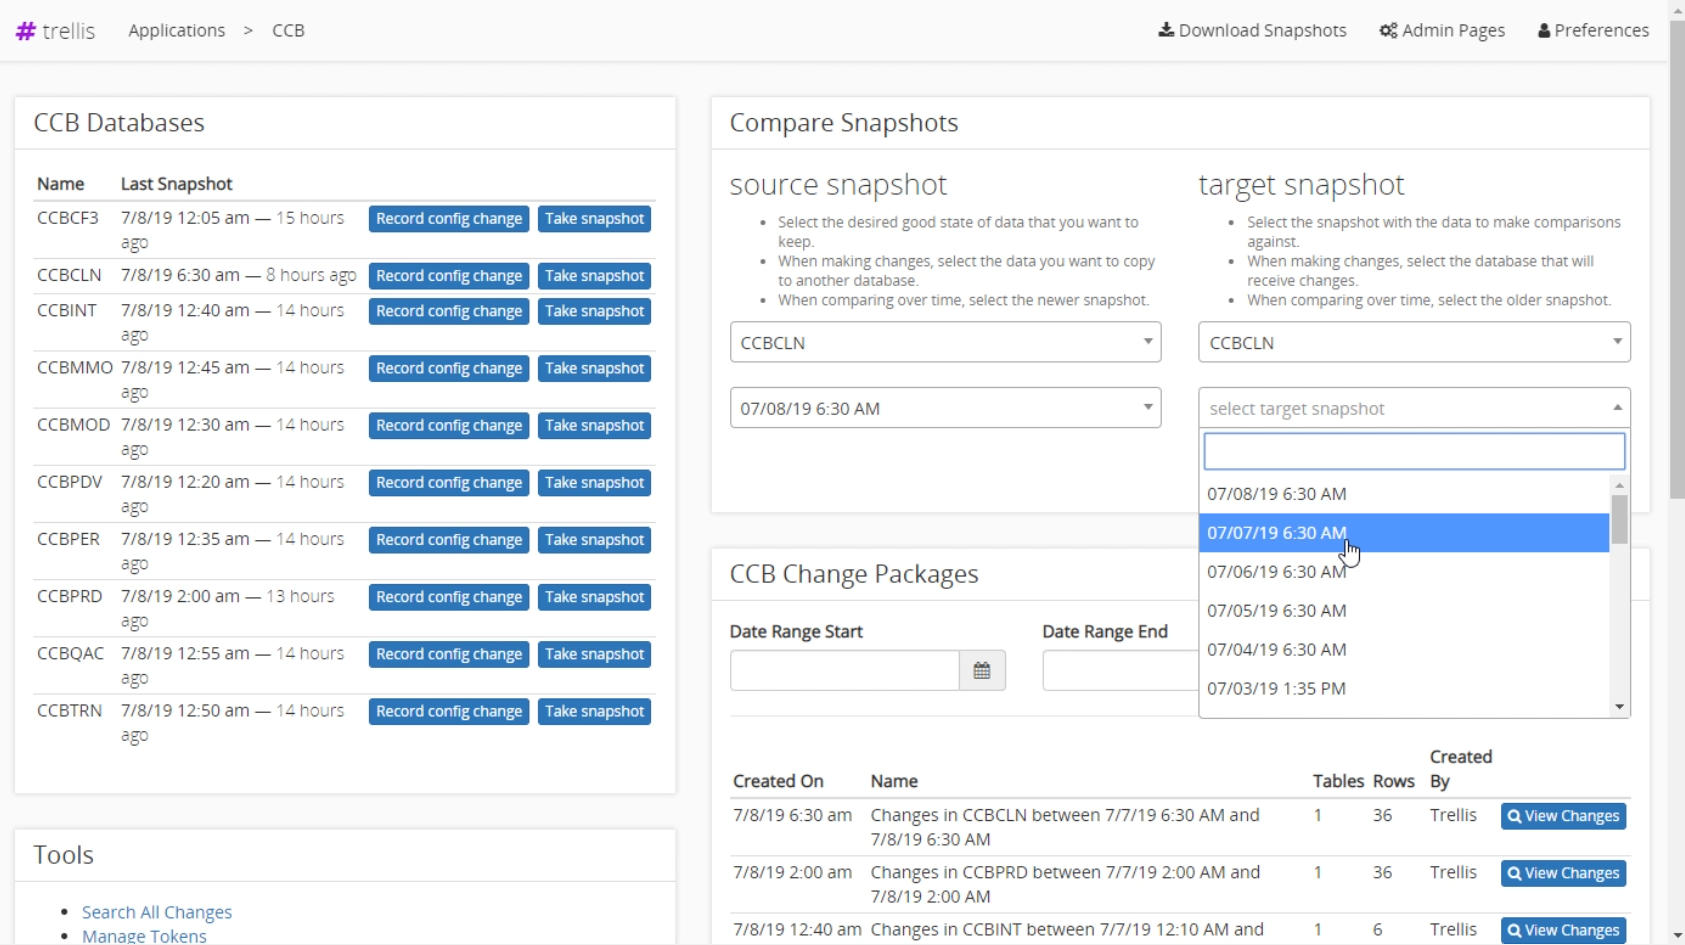 # trellis Applications > CCB Download Snapshots Admin Pages Preferences
CCB Databases
Name Last Snapshot
CCBCF3 7/8/19 12:05 am — 15 hours ago Record config change Take snapshot
CCBCLN 7/8/19 6:30 am — 8 hours ago Record config change Take snapshot
CCBINT 7/8/19 12:40 am — 14 hours ago Record config change Take snapshot
CCBMMO 7/8/19 12:45 am — 14 hours ago Record config change Take snapshot
CCBMOD 7/8/19 12:30 am — 14 hours ago Record config change Take snapshot
CCBPDV 7/8/19 12:20 am — 14 hours ago Record config change Take snapshot
CCBPER 7/8/19 12:35 am — 14 hours ago Record config change Take snapshot
CCBPRD 7/8/19 2:00 am — 13 hours ago Record config change Take snapshot
CCBQAC 7/8/19 12:55 am — 14 hours ago Record config change Take snapshot
CCBTRN 7/8/19 12:50 am — 14 hours ago Record config change Take snapshot
Tools
• Search All Changes
• Manage Tokens
Compare Snapshots
source snapshot
• Select the desired good state of data that you want to
keep.
• When making changes, select the data you want to copy
to another database.
• When comparing over time, select the newer snapshot.
CCBCLN
07/08/19 6:30 AM
target snapshot
• Select the snapshot with the data to make comparisons
against.
• When making changes, select the database that will
receive changes.
• When comparing over time, select the older snapshot.
CCBCLN
select target snapshot
07/08/19 6:30 AM
07/07/19 6:30 AM
07/06/19 6:30 AM
07/05/19 6:30 AM
07/04/19 6:30 AM
07/03/19 1:35 PM
CCB Change Packages
Date Range Start Date Range End
Created On Name Tables Rows Created By
7/8/19 6:30 am Changes in CCBCLN between 7/7/19 6:30 AM and 7/8/19 6:30 AM 1 36 Trellis View Changes
7/8/19 2:00 am Changes in CCBPRD between 7/7/19 2:00 AM and 7/8/19 2:00 AM 1 36 Trellis View Changes
7/8/19 12:40 am Changes in CCBINT between 7/7/19 12:10 AM and 1 6 Trellis View Changes